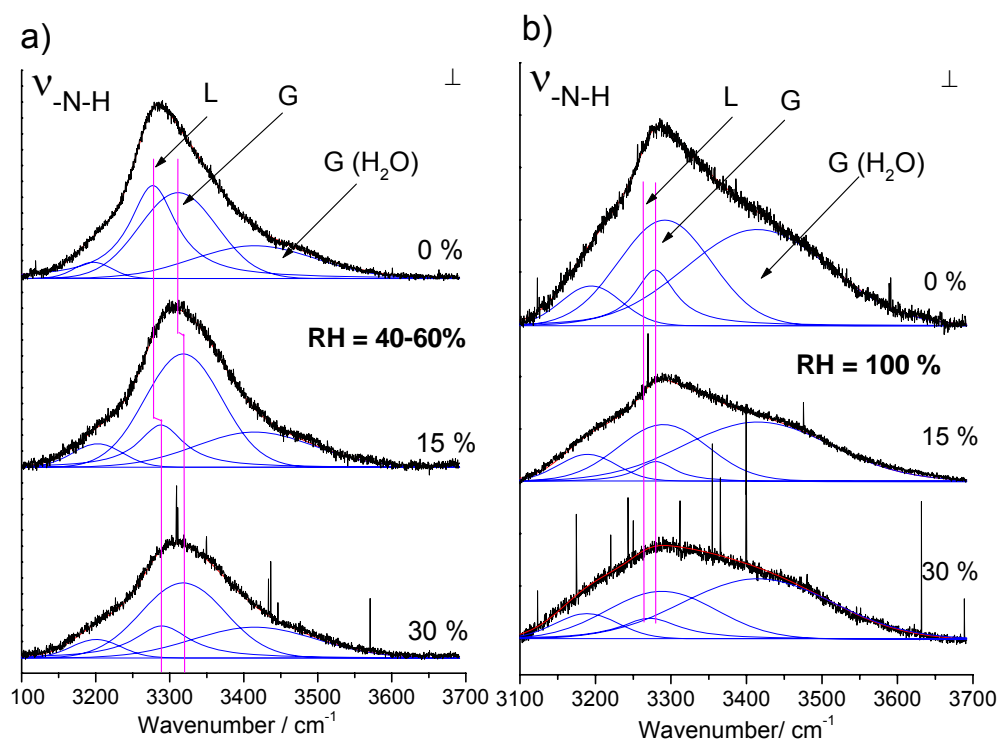 a)
ν-N-H
⊥
L
G
G (H₂O)
0 %
RH = 40-60%
15 %
30 %
100 3200 3300 3400 3500 3600 3700
Wavenumber / cm⁻¹
b)
ν-N-H
⊥
L
G
G (H₂O)
0 %
RH = 100 %
15 %
30 %
3100 3200 3300 3400 3500 3600 3700
Wavenumber/ cm⁻¹